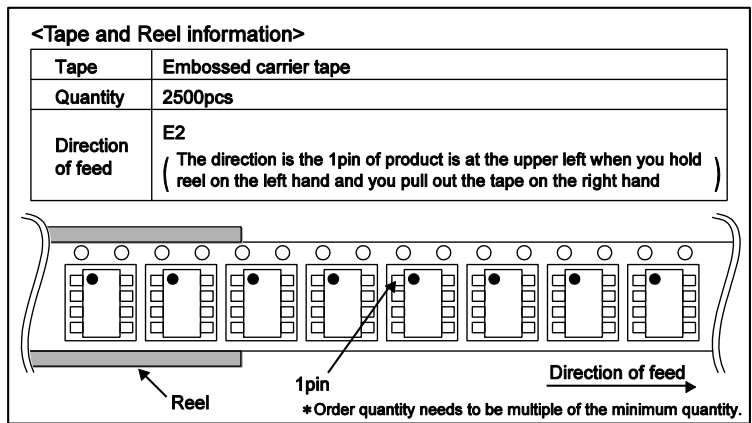 <Tape and Reel information>
Tape Embossed carrier tape
Quantity 2500pcs
Direction of feed E2
( The direction is the 1pin of product is at the upper left when you hold
reel on the left hand and you pull out the tape on the right hand )
Reel
1pin
Direction of feed
*Order quantity needs to be multiple of the minimum quantity.